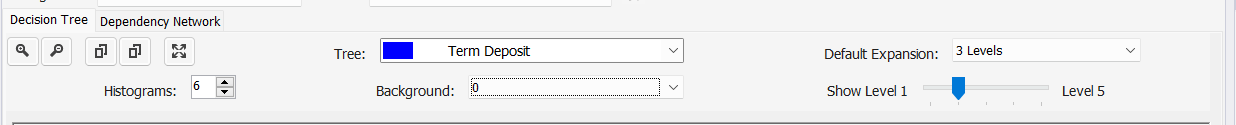 Decision Tree Dependency Network
Tree: Term Deposit Default Expansion: 3 Levels
Histograms: 6 Background: 0 Show Level 1 Level 5